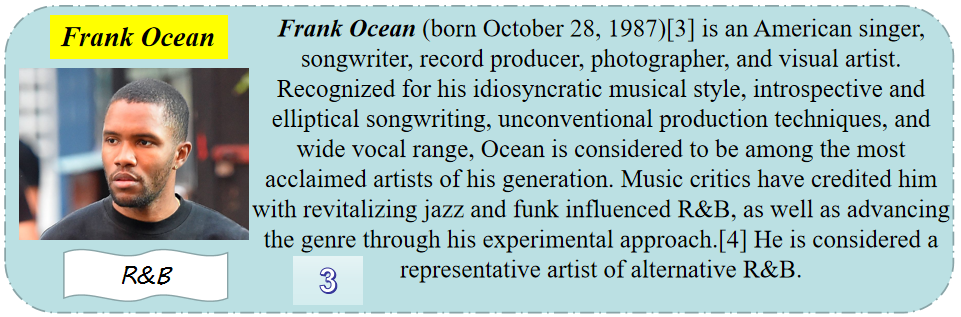 Frank Ocean
Frank Ocean (born October 28, 1987)[3] is an American singer,
songwriter, record producer, photographer, and visual artist.
Recognized for his idiosyncratic musical style, introspective and
elliptical songwriting, unconventional production techniques, and
wide vocal range, Ocean is considered to be among the most
acclaimed artists of his generation. Music critics have credited him
with revitalizing jazz and funk influenced R&B, as well as advancing
the genre through his experimental approach.[4] He is considered a
representative artist of alternative R&B.
R&B
3